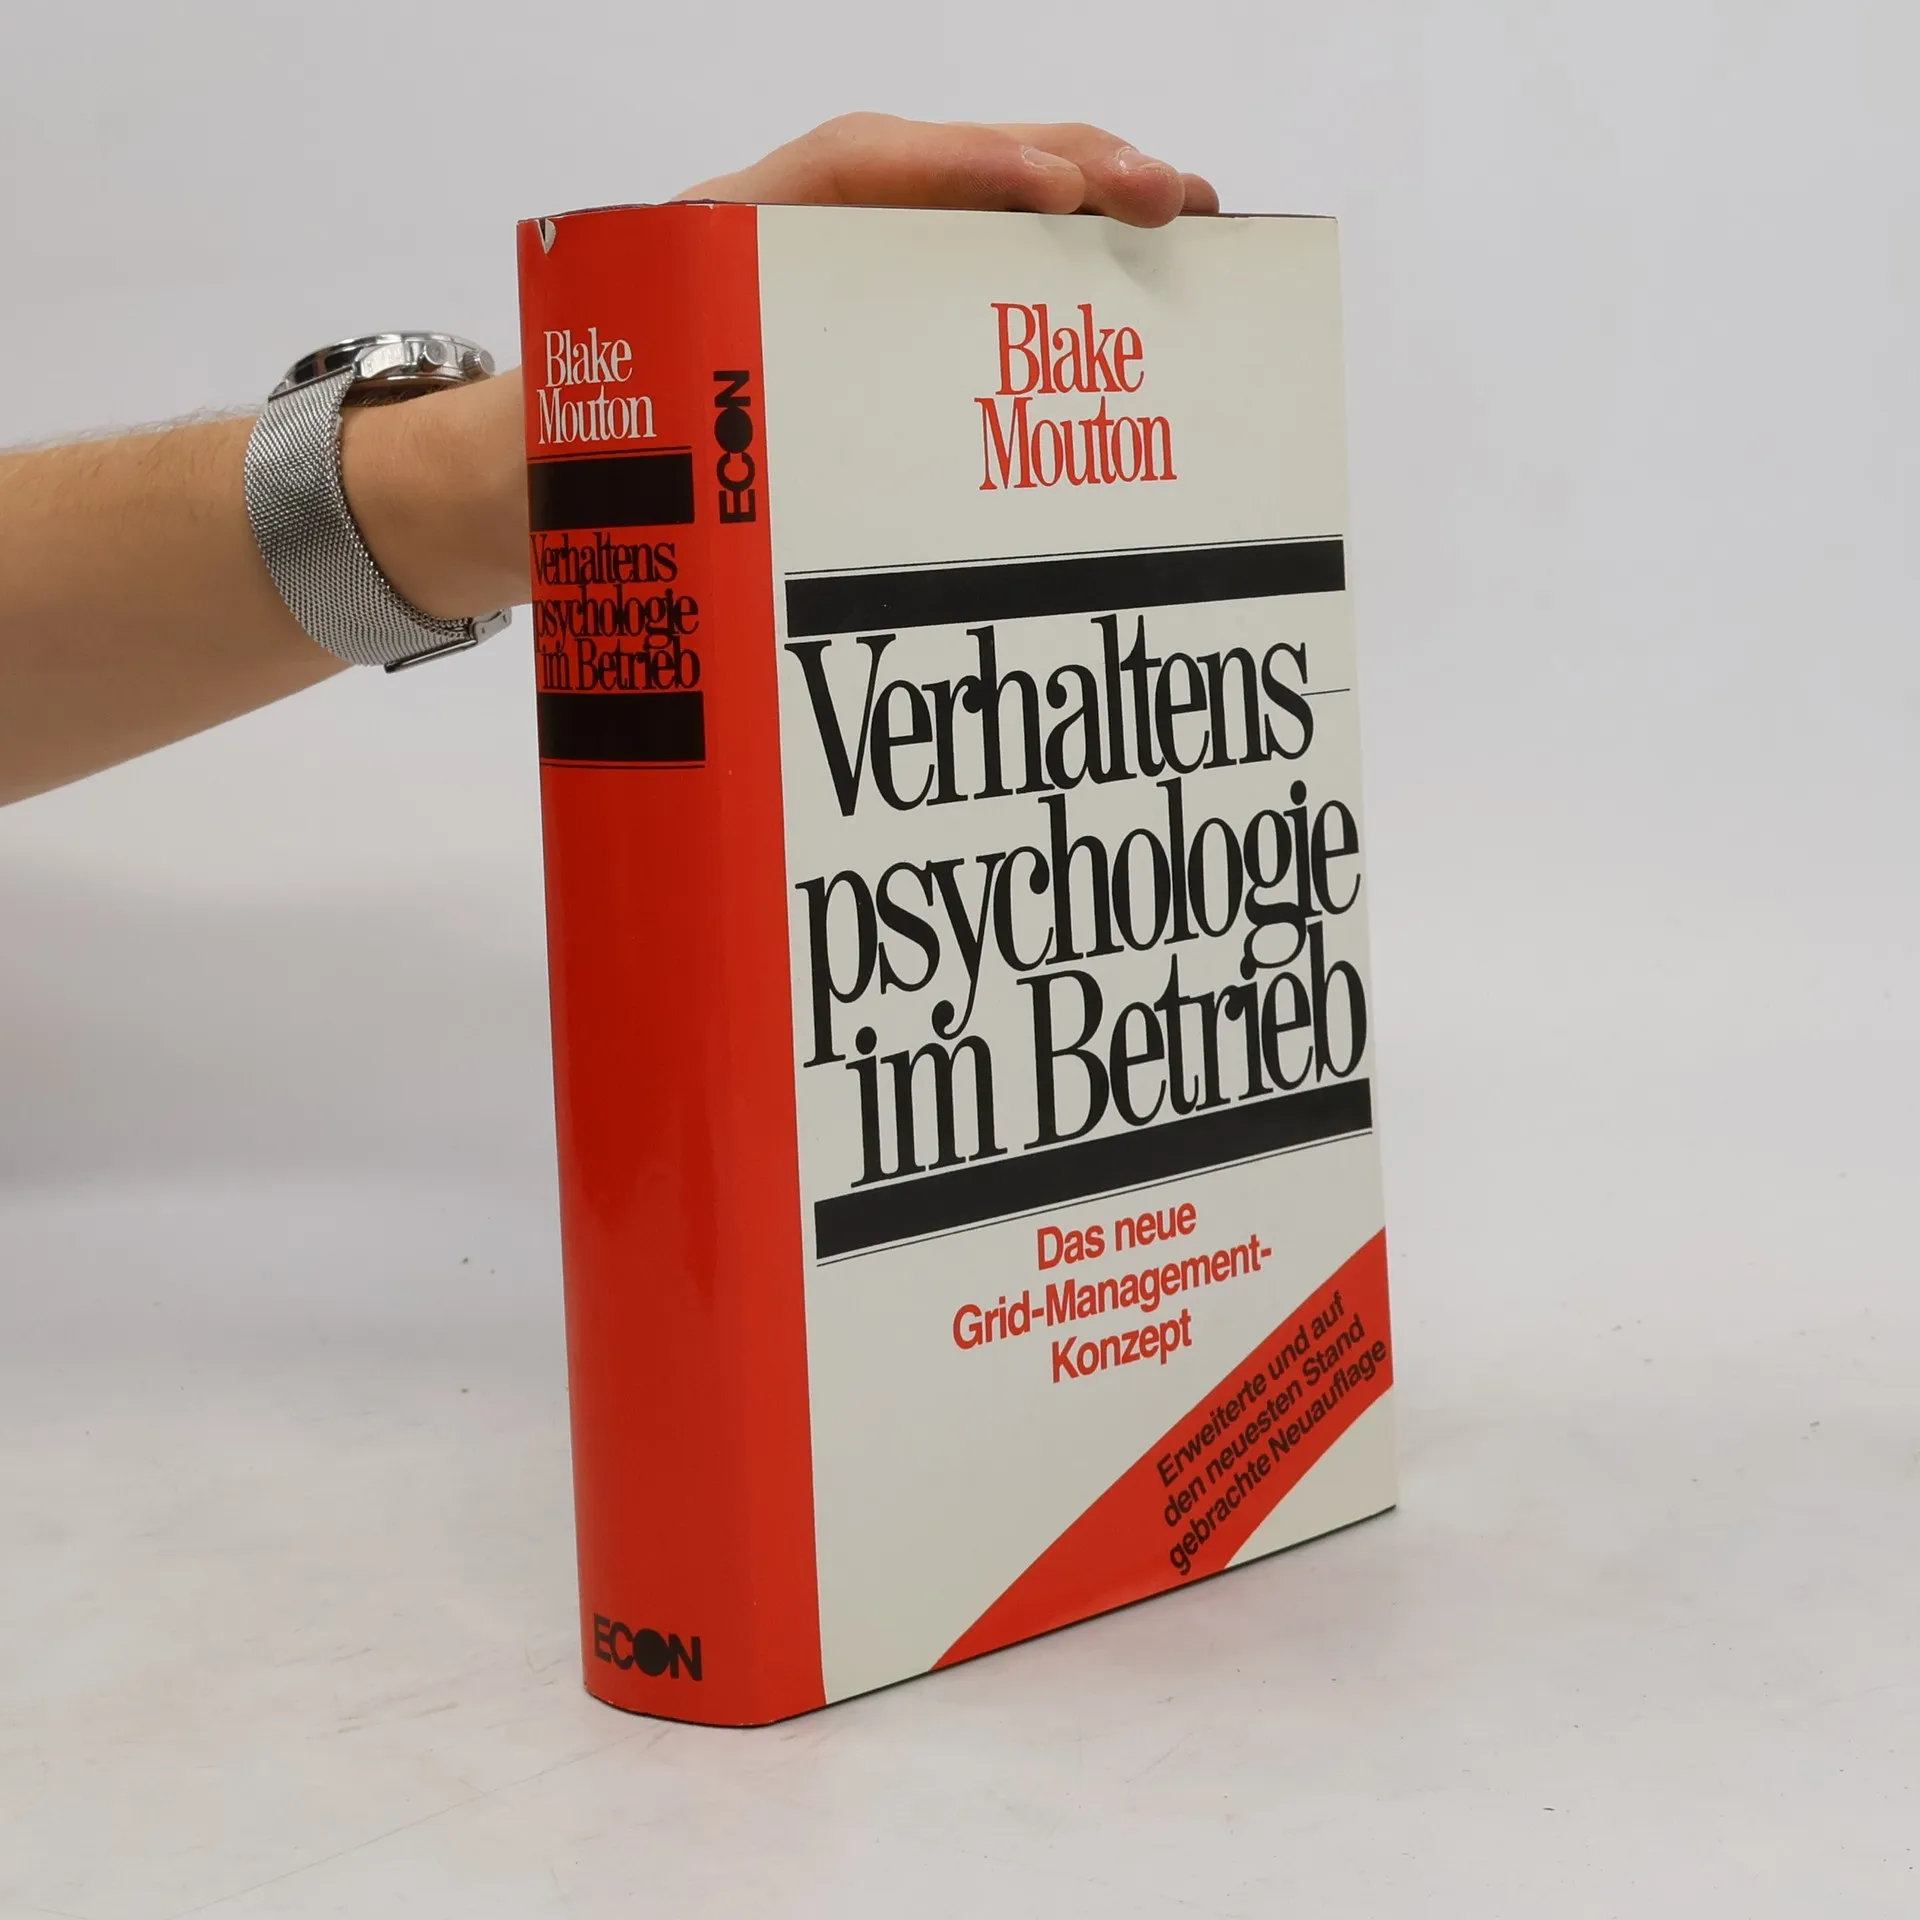 Blake
Mouton
Verhaltens
psychologie
im Betrieb
ECON
ECON
Blake
Mouton
Verhaltens-
psychologie
im Betrieb
Das neue
Grid-Management-
Konzept
Erweiterte und auf
den neuesten Stand
gebrachte Neuauflage